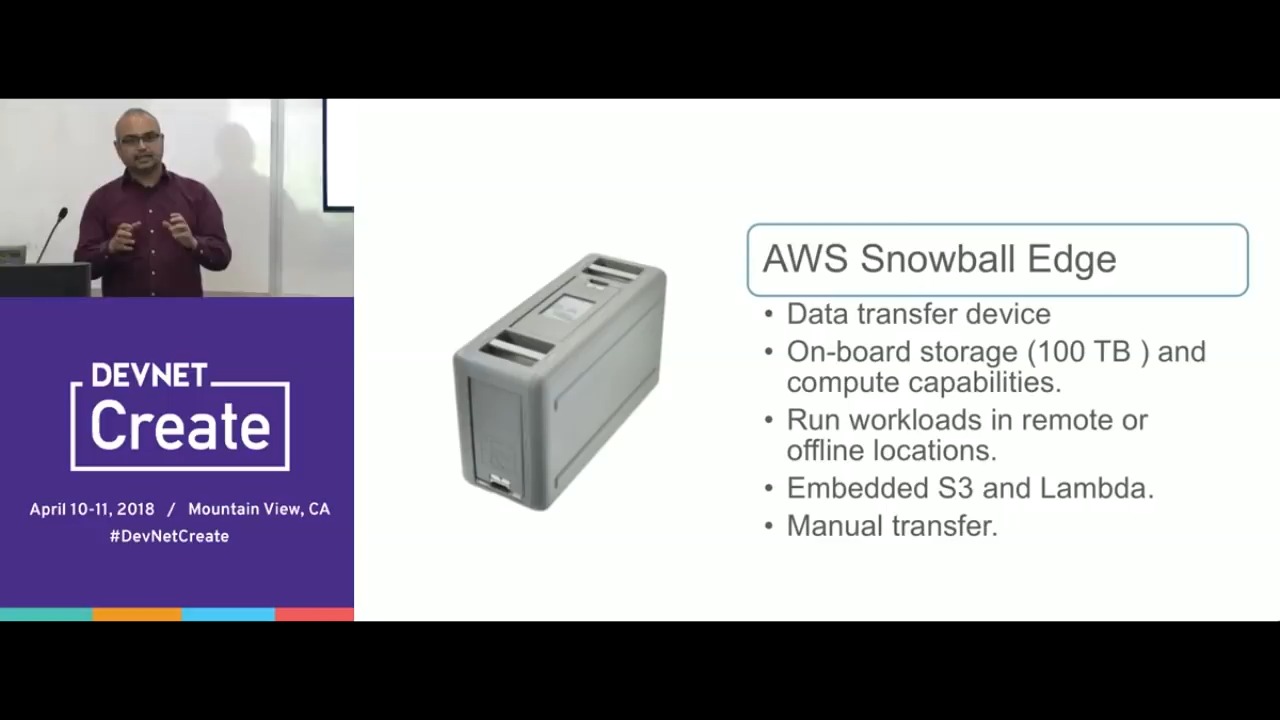 DEVNET
Create
April 10-11, 2018 / Mountain View, CA
#DevNetCreate
AWS Snowball Edge
• Data transfer device
• On-board storage (100 TB ) and
compute capabilities.
• Run workloads in remote or
offline locations.
• Embedded S3 and Lambda.
• Manual transfer.